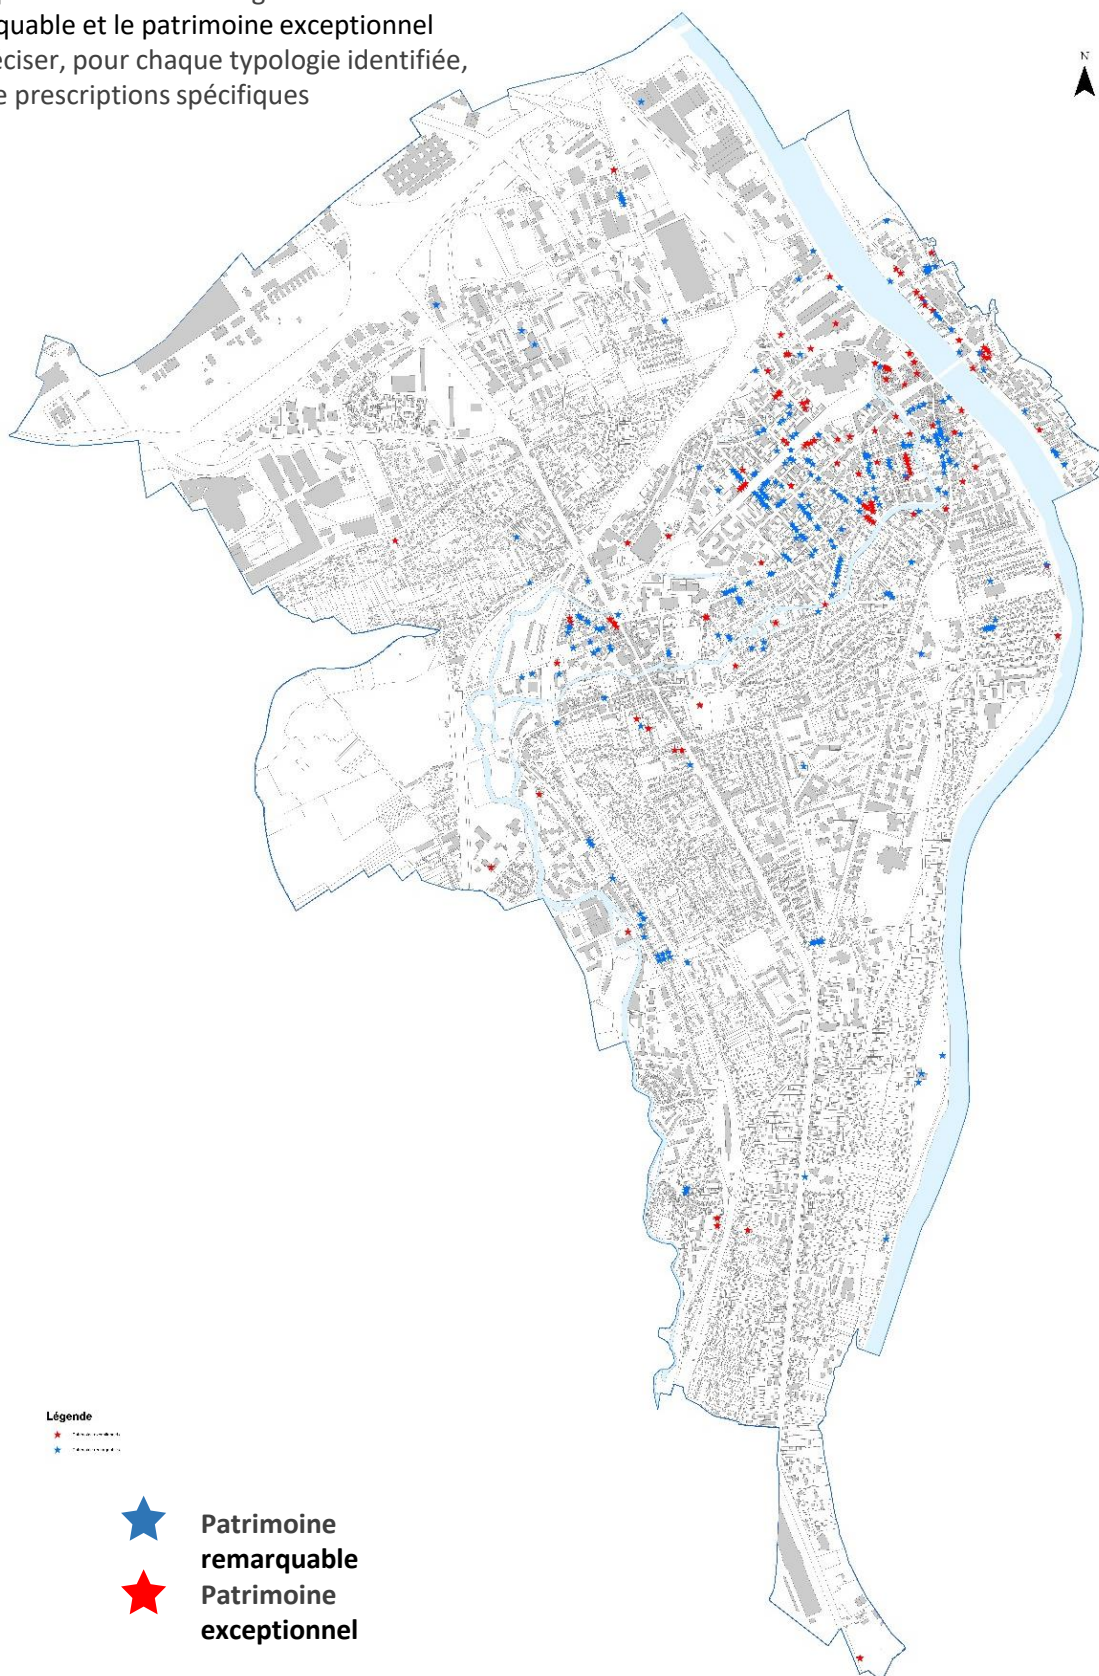 quable et le patrimoine exceptionnel
éciser, pour chaque typologie identifiée,
e prescriptions spécifiques
N
Légende
Patrimoine
remarquable
Patrimoine
exceptionnel